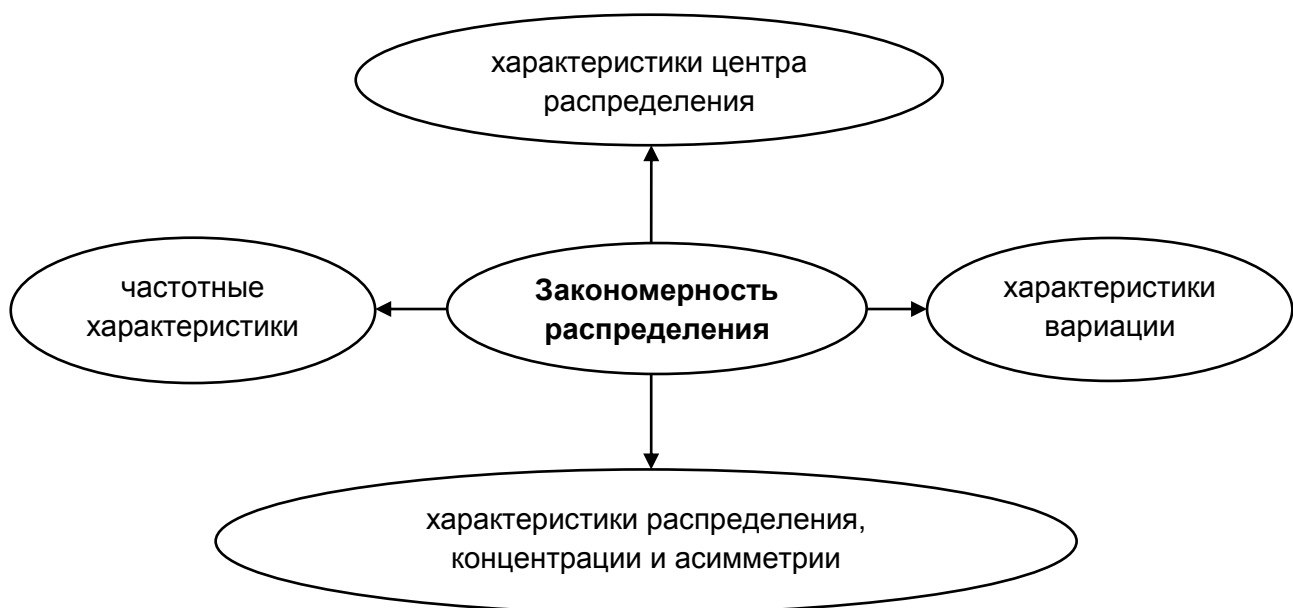 характеристики центра
распределения
частотные
характеристики
Закономерность
распределения
характеристики
вариации
характеристики распределения,
концентрации и асимметрии